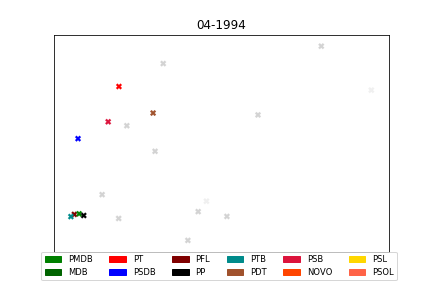 04-1994
PMDB PT PFL PTB PSB PSL
MDB PSDB PP PDT NOVO PSOL